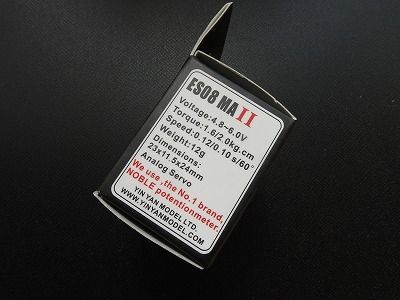 ES08 MA II
Voltage:4.8~6.0V
Torque:1.6/2.0kg.cm
Speed:0.12/0.10 s/60°
Weight:12g
Dimensions:
23x11.5x24mm
Analog Servo
We use ,the No.1 brand,
NOBLE potentionmeter.
YIN YAN MODEL LTD.
WWW.YINYANMODEL.COM